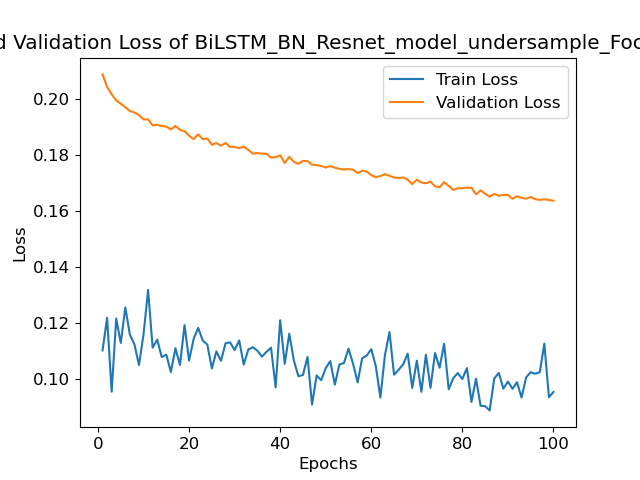 d Validation Loss of BiLSTM_BN_Resnet_model_undersample_Foc
Train Loss
Validation Loss
Loss
0.20
0.18
0.16
0.14
0.12
0.10
0
20
40
60
80
100
Epochs